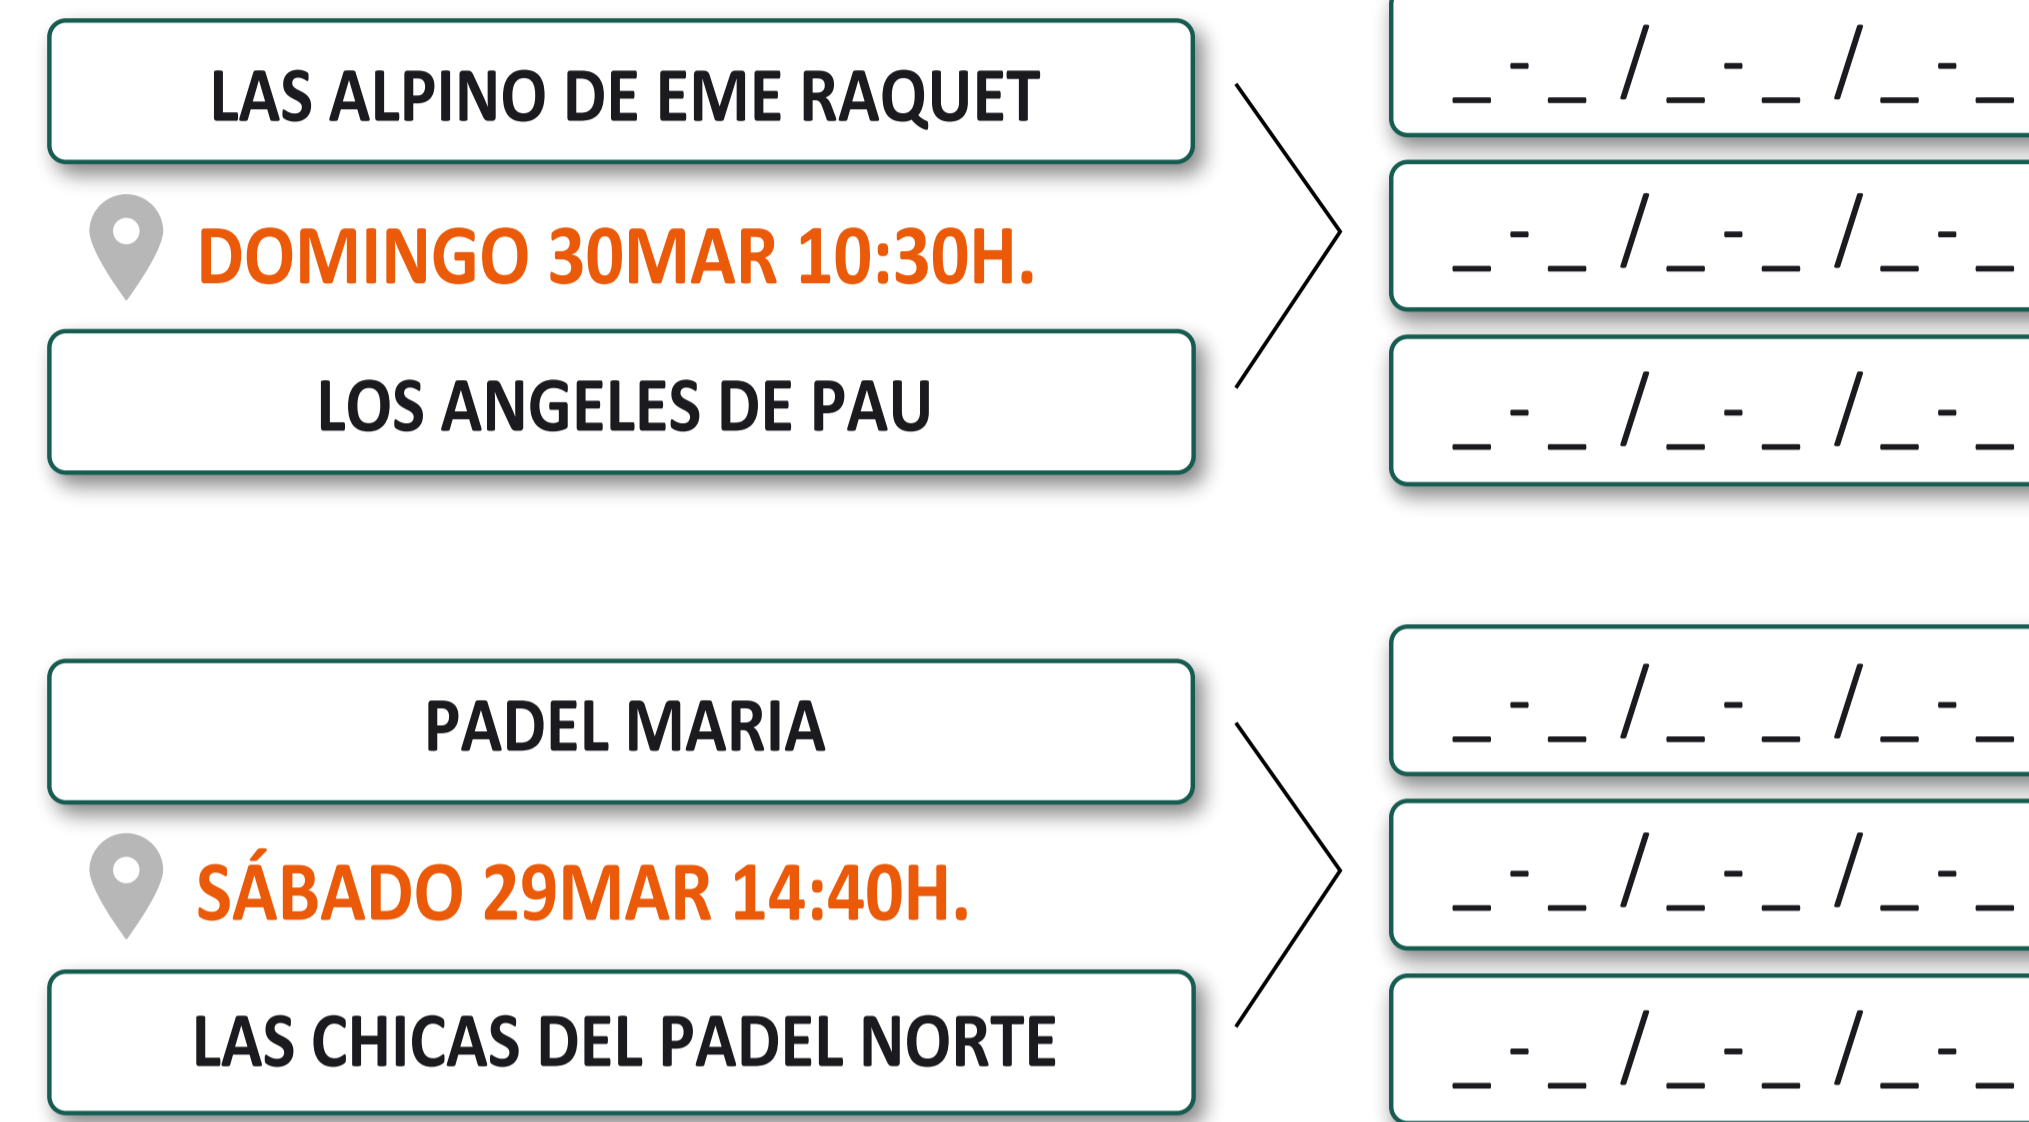 LAS ALPINO DE EME RAQUET
_-_ /_-_ /_-_
DOMINGO 30MAR 10:30H.
_-_ /_-_ /_-_
LOS ANGELES DE PAU
_-_ /_-_ /_-_
PADEL MARIA
_-_ /_-_ /_-_
SÁBADO 29MAR 14:40H.
_-_ /_-_ /_-_
LAS CHICAS DEL PADEL NORTE
_-_ /_-_ /_-_